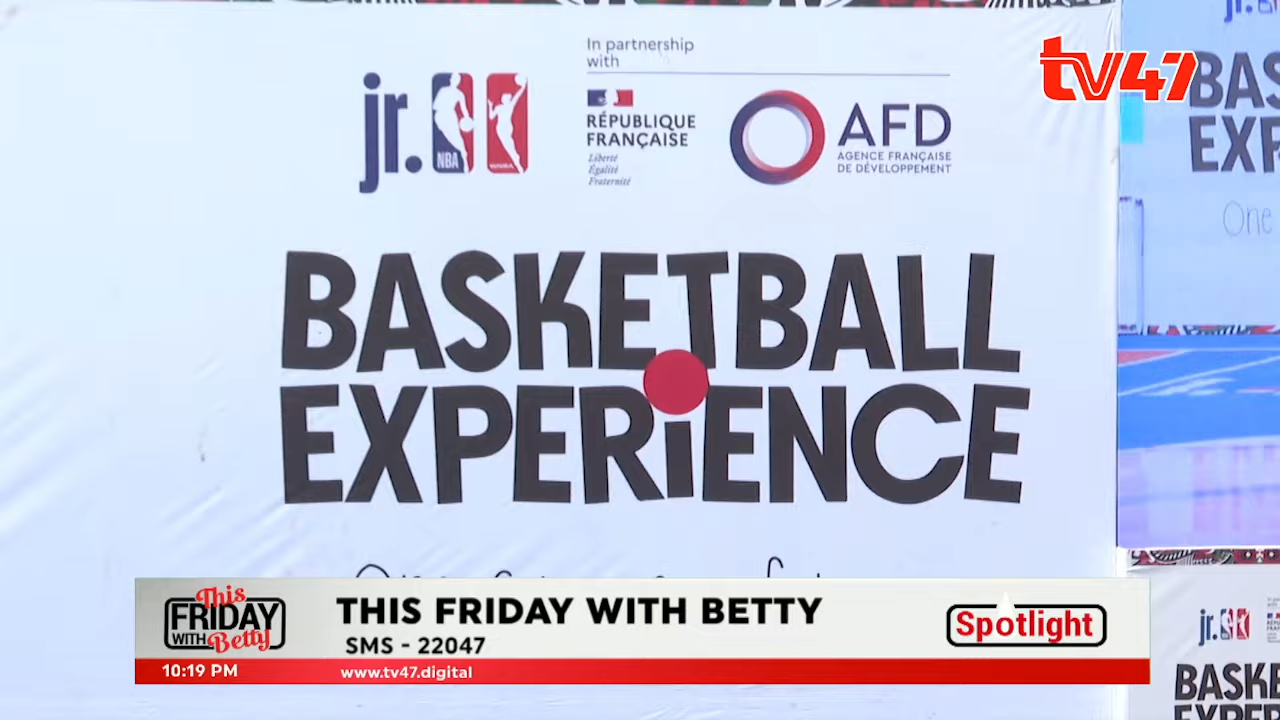 In partnership
with
jr. NBA WNBA
RÉPUBLIQUE
FRANÇAISE
Liberté
Égalité
Fraternité
AFD
AGENCE FRANÇAISE
DE DÉVELOPPEMENT
tv47
BASKETBALL
EXPERIENCE
BAS
EXP
One
This
FRIDAY
WITH Betty
THIS FRIDAY WITH BETTY
SMS - 22047
Spotlight
10:19 PM
www.tv47.digital
jr.
BASKE